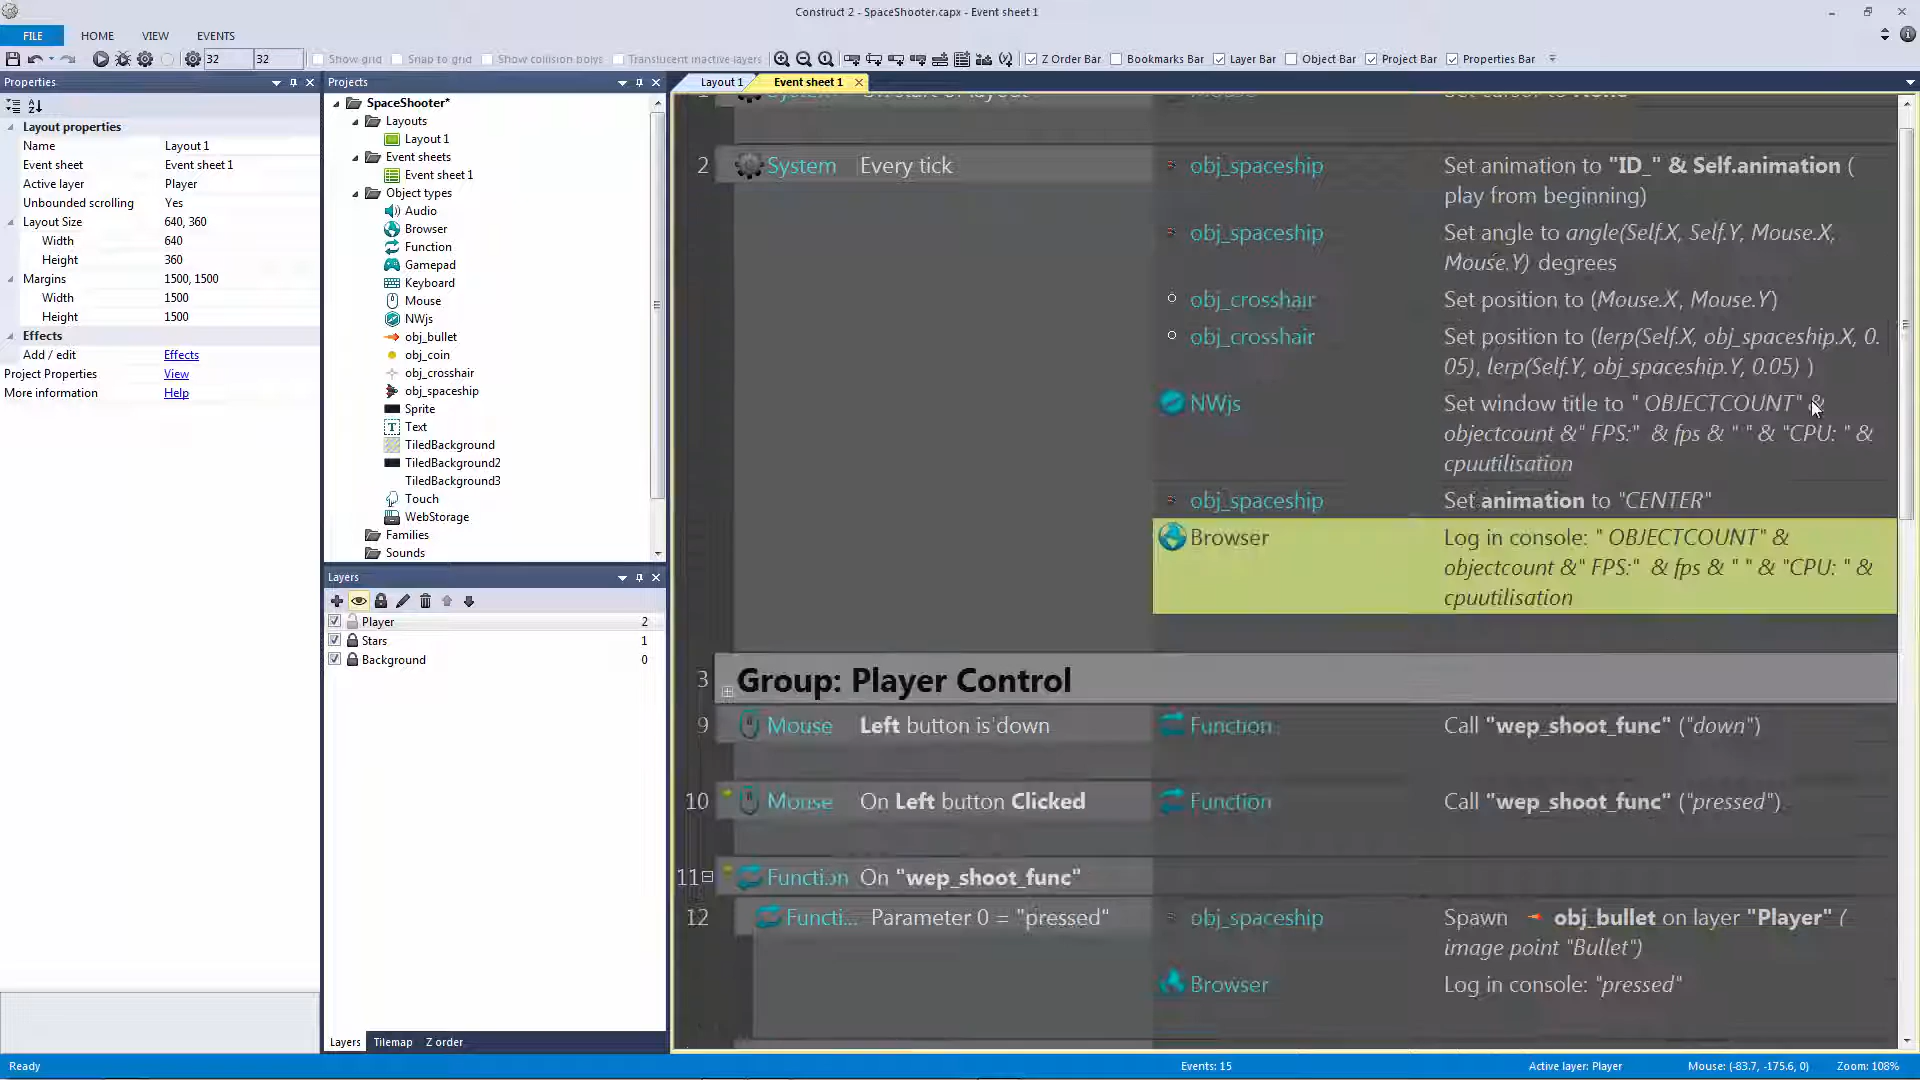 Construct 2 - SpaceShooter.capx - Event sheet 1
FILE HOME VIEW EVENTS
32 32 Show grid Snap to grid Show collision polys Translucent inactive layers Z Order Bar Bookmarks Bar Layer Bar Object Bar Project Bar Properties Bar
Properties
Layout properties
Name Layout 1
Event sheet Event sheet 1
Active layer Player
Unbounded scrolling Yes
Layout Size 640, 360
Width 640
Height 360
Margins 1500, 1500
Width 1500
Height 1500
Effects
Add / edit Effects
Project Properties View
More information Help
Projects
SpaceShooter*
Layouts
Layout 1
Event sheets
Event sheet 1
Object types
Audio
Browser
Function
Gamepad
Keyboard
Mouse
NWjs
obj_bullet
obj_coin
obj_crosshair
obj_spaceship
Sprite
Text
TiledBackground
TiledBackground2
TiledBackground3
Touch
WebStorage
Families
Sounds
Layers
Player 2
Stars 1
Background 0
Layers Tilemap Z order
Layout 1 Event sheet 1
2 System Every tick
obj_spaceship Set animation to "ID_" & Self.animation (
play from beginning)
obj_spaceship Set angle to angle(Self.X, Self.Y, Mouse.X,
Mouse.Y) degrees
obj_crosshair Set position to (Mouse.X, Mouse.Y)
obj_crosshair Set position to (lerp(Self.X, obj_spaceship.X, 0.
05), lerp(Self.Y, obj_spaceship.Y, 0.05) )
NWjs Set window title to " OBJECTCOUNT" &
objectcount &" FPS:" & fps & " " & "CPU: " &
cpuutilisation
obj_spaceship Set animation to "CENTER"
Browser Log in console: " OBJECTCOUNT" &
objectcount &" FPS:" & fps & " " & "CPU: " &
cpuutilisation
3 Group: Player Control
9 Mouse Left button is down Function Call "wep_shoot_func" ("down")
10 Mouse On Left button Clicked Function Call "wep_shoot_func" ("pressed")
11 Function On "wep_shoot_func"
12 Functi... Parameter 0 = "pressed" obj_spaceship Spawn obj_bullet on layer "Player" (
image point "Bullet")
Browser Log in console: "pressed"
Ready Events: 15 Active layer: Player Mouse: (-83.7, -175.6, 0) Zoom: 108%